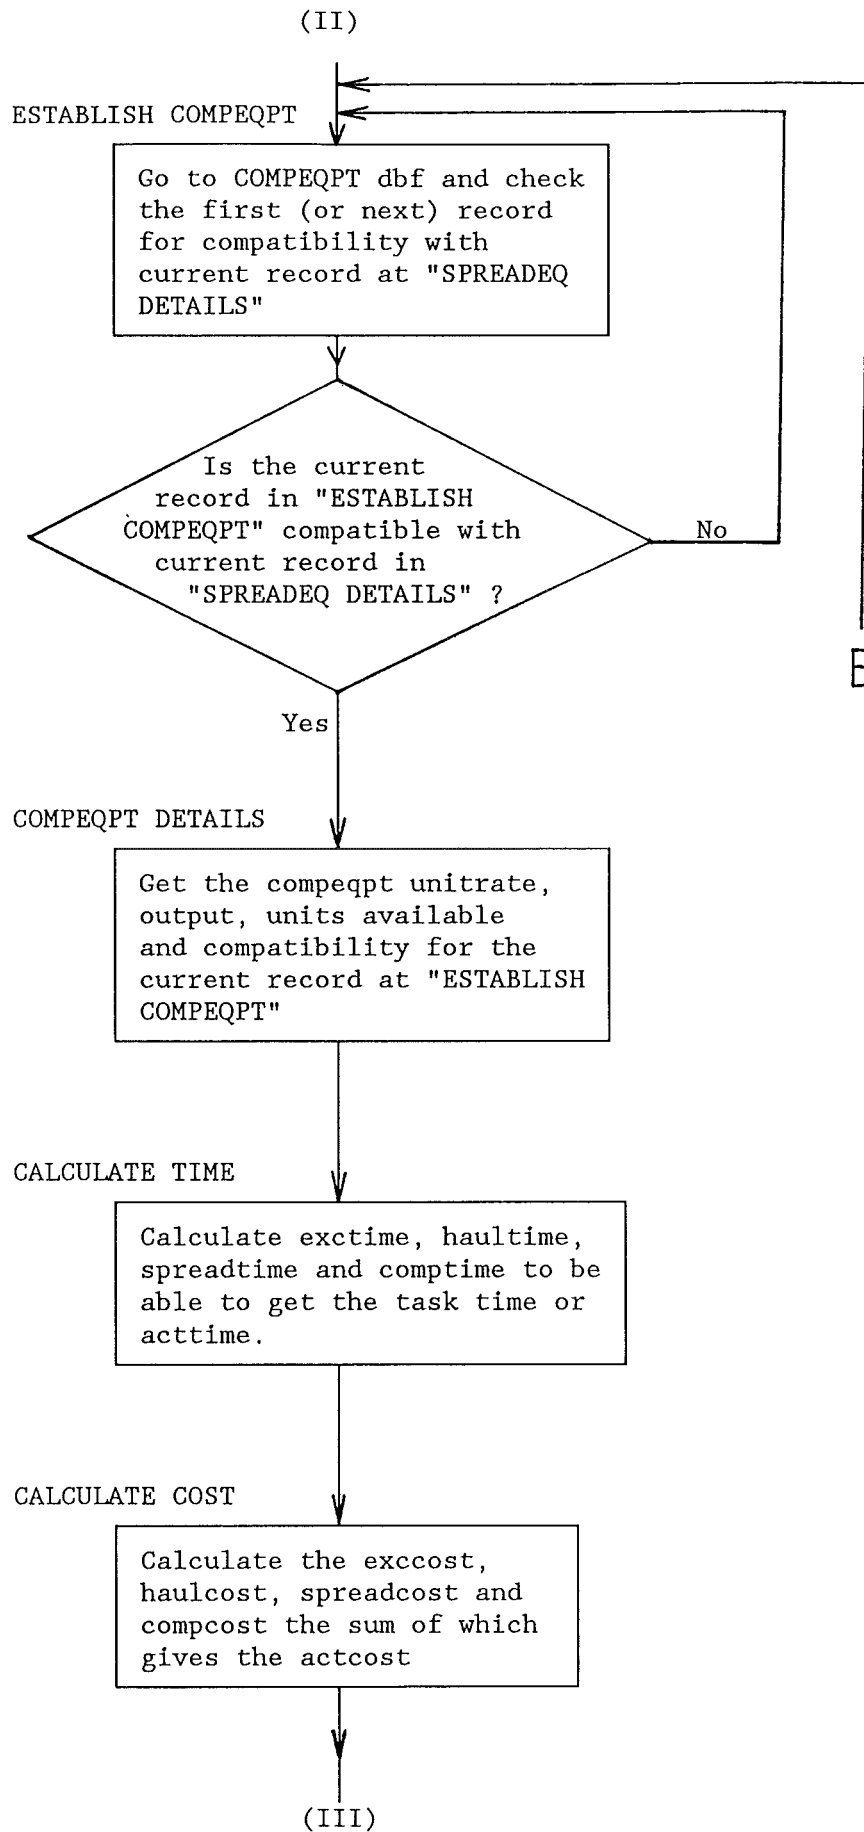 (II)
ESTABLISH COMPEQPT
Go to COMPEQPT dbf and check
the first (or next) record
for compatibility with
current record at "SPREADEQ
DETAILS"
Is the current
record in "ESTABLISH
COMPEQPT" compatible with
current record in
"SPREADEQ DETAILS" ?
No
Yes
COMPEQPT DETAILS
Get the compeqpt unitrate,
output, units available
and compatibility for the
current record at "ESTABLISH
COMPEQPT"
CALCULATE TIME
Calculate exctime, haultime,
spreadtime and comptime to be
able to get the task time or
acttime.
CALCULATE COST
Calculate the exccost,
haulcost, spreadcost and
compcost the sum of which
gives the actcost
(III)